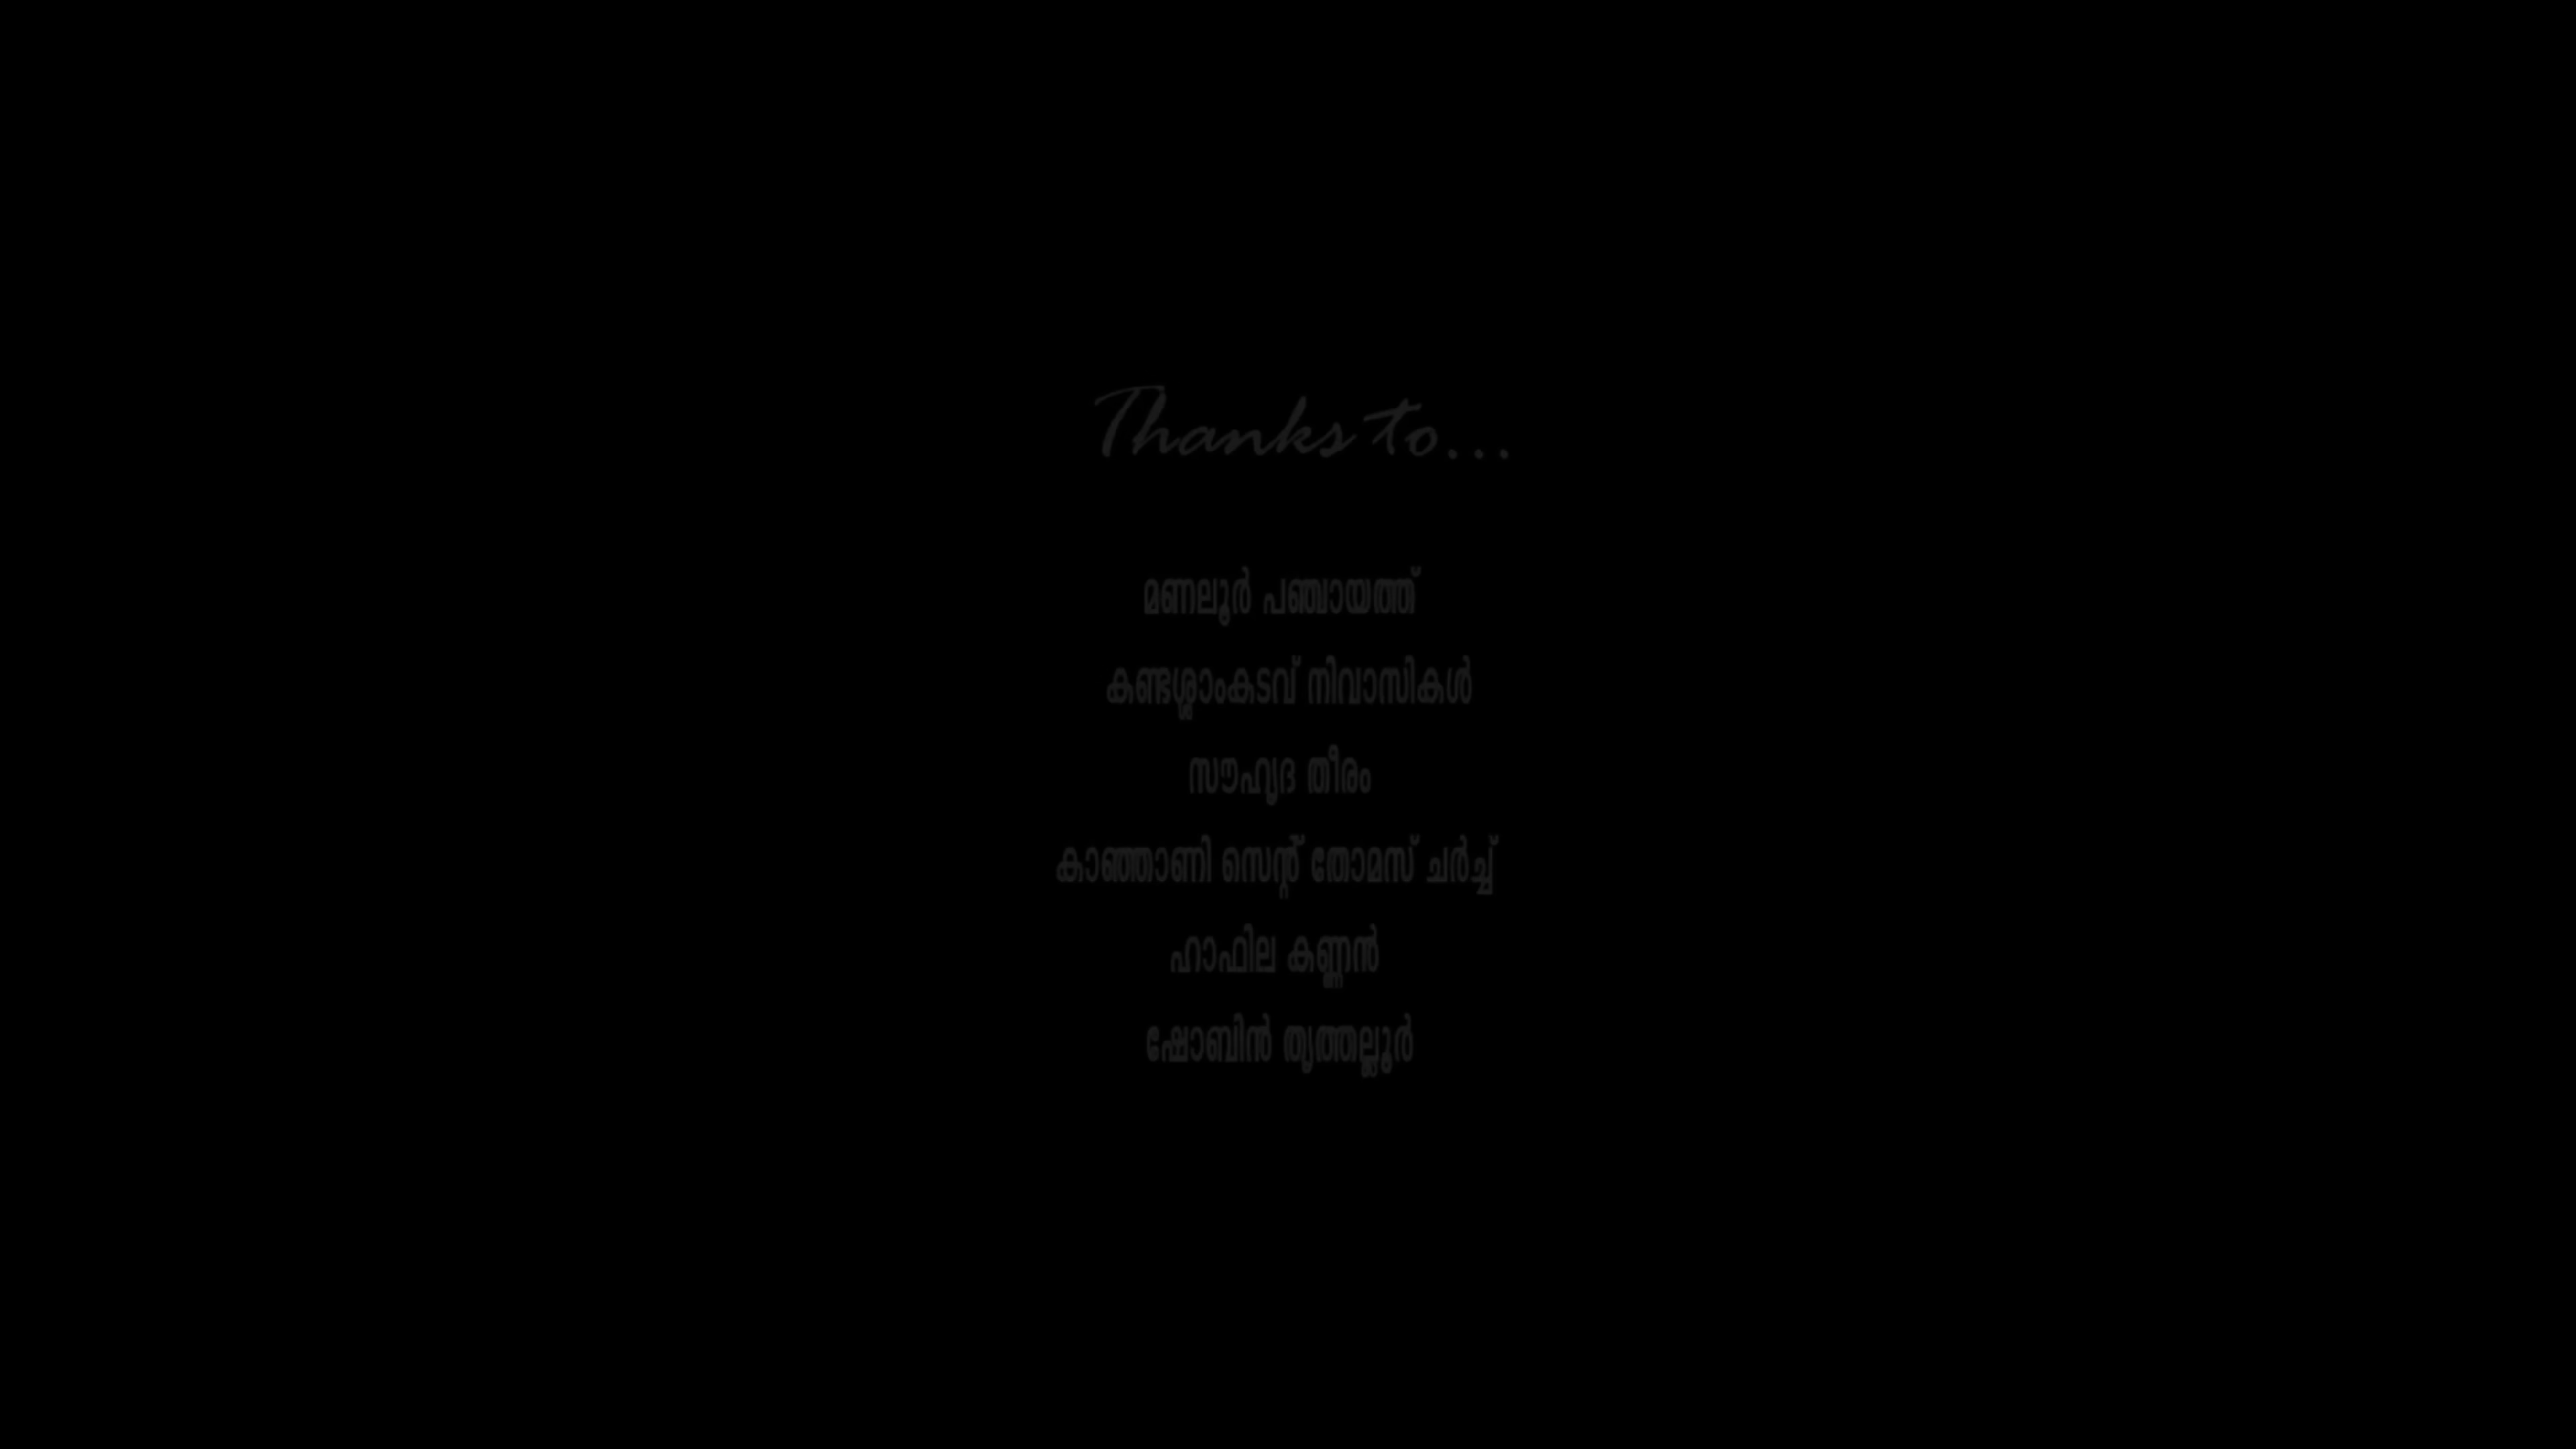 Thanks to...
മണലൂർ പഞ്ചായത്ത്
കണ്ടശ്ശാംകടവ് നിവാസികൾ
സൗഹൃദ തീരം
കാഞ്ഞാണി സെന്റ് തോമസ് ചർച്ച്
ഹാഫില കണ്ണൻ
ഷോബിൻ തൃത്തല്ലൂർ